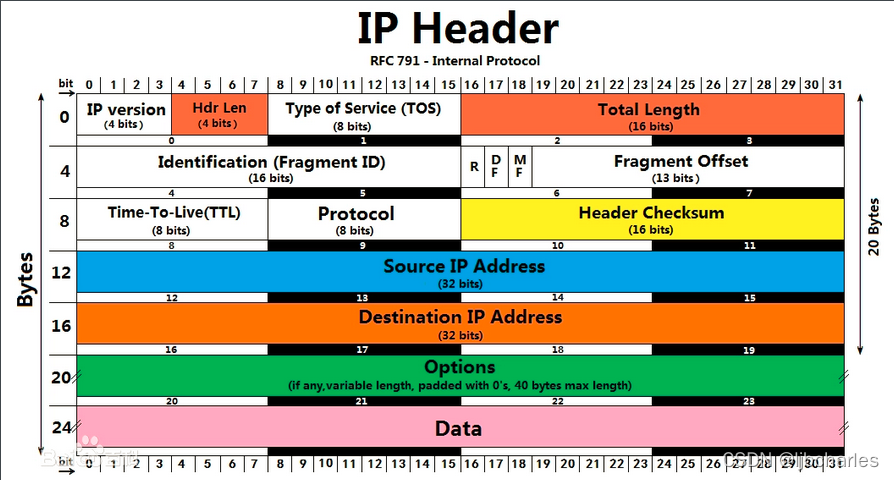 IP Header
RFC 791 - Internal Protocol
bit 0 1 2 3 4 5 6 7 8 9 10 11 12 13 14 15 16 17 18 19 20 21 22 23 24 25 26 27 28 29 30 31
0 IP version Hdr Len Type of Service (TOS) Total Length
(4 bits) (4 bits) (8 bits) (16 bits)
0 1 2 3
4 Identification (Fragment ID) R D F M F Fragment Offset
(16 bits) (13 bits)
4 5 6 7
8 Time-To-Live(TTL) Protocol Header Checksum
(8 bits) (8 bits) (16 bits)
8 9 10 11
12 Source IP Address
(32 bits)
12 13 14 15
16 Destination IP Address
(32 bits)
16 17 18 19
20 Options
(if any,variable length, padded with 0's, 40 bytes max length)
20 21 22 23
24 Data
bit 0 1 2 3 4 5 6 7 8 9 10 11 12 13 14 15 16 17 18 19 20 21 22 23 24 25 26 27 28 29 30 31
Bytes
20 Bytes
Bai百科
CSDN @ljbcharles